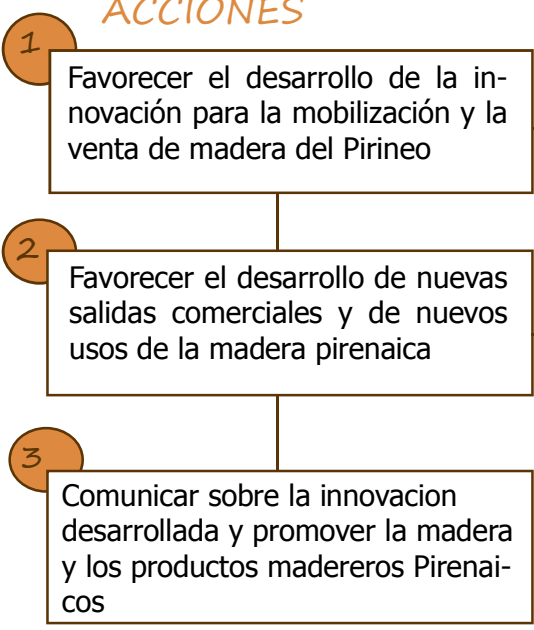 ACCIONES
1
Favorecer el desarrollo de la in-
novación para la mobilización y la
venta de madera del Pirineo
2
Favorecer el desarrollo de nuevas
salidas comerciales y de nuevos
usos de la madera pirenaica
3
Comunicar sobre la innovacion
desarrollada y promover la madera
y los productos madereros Pirenai-
cos